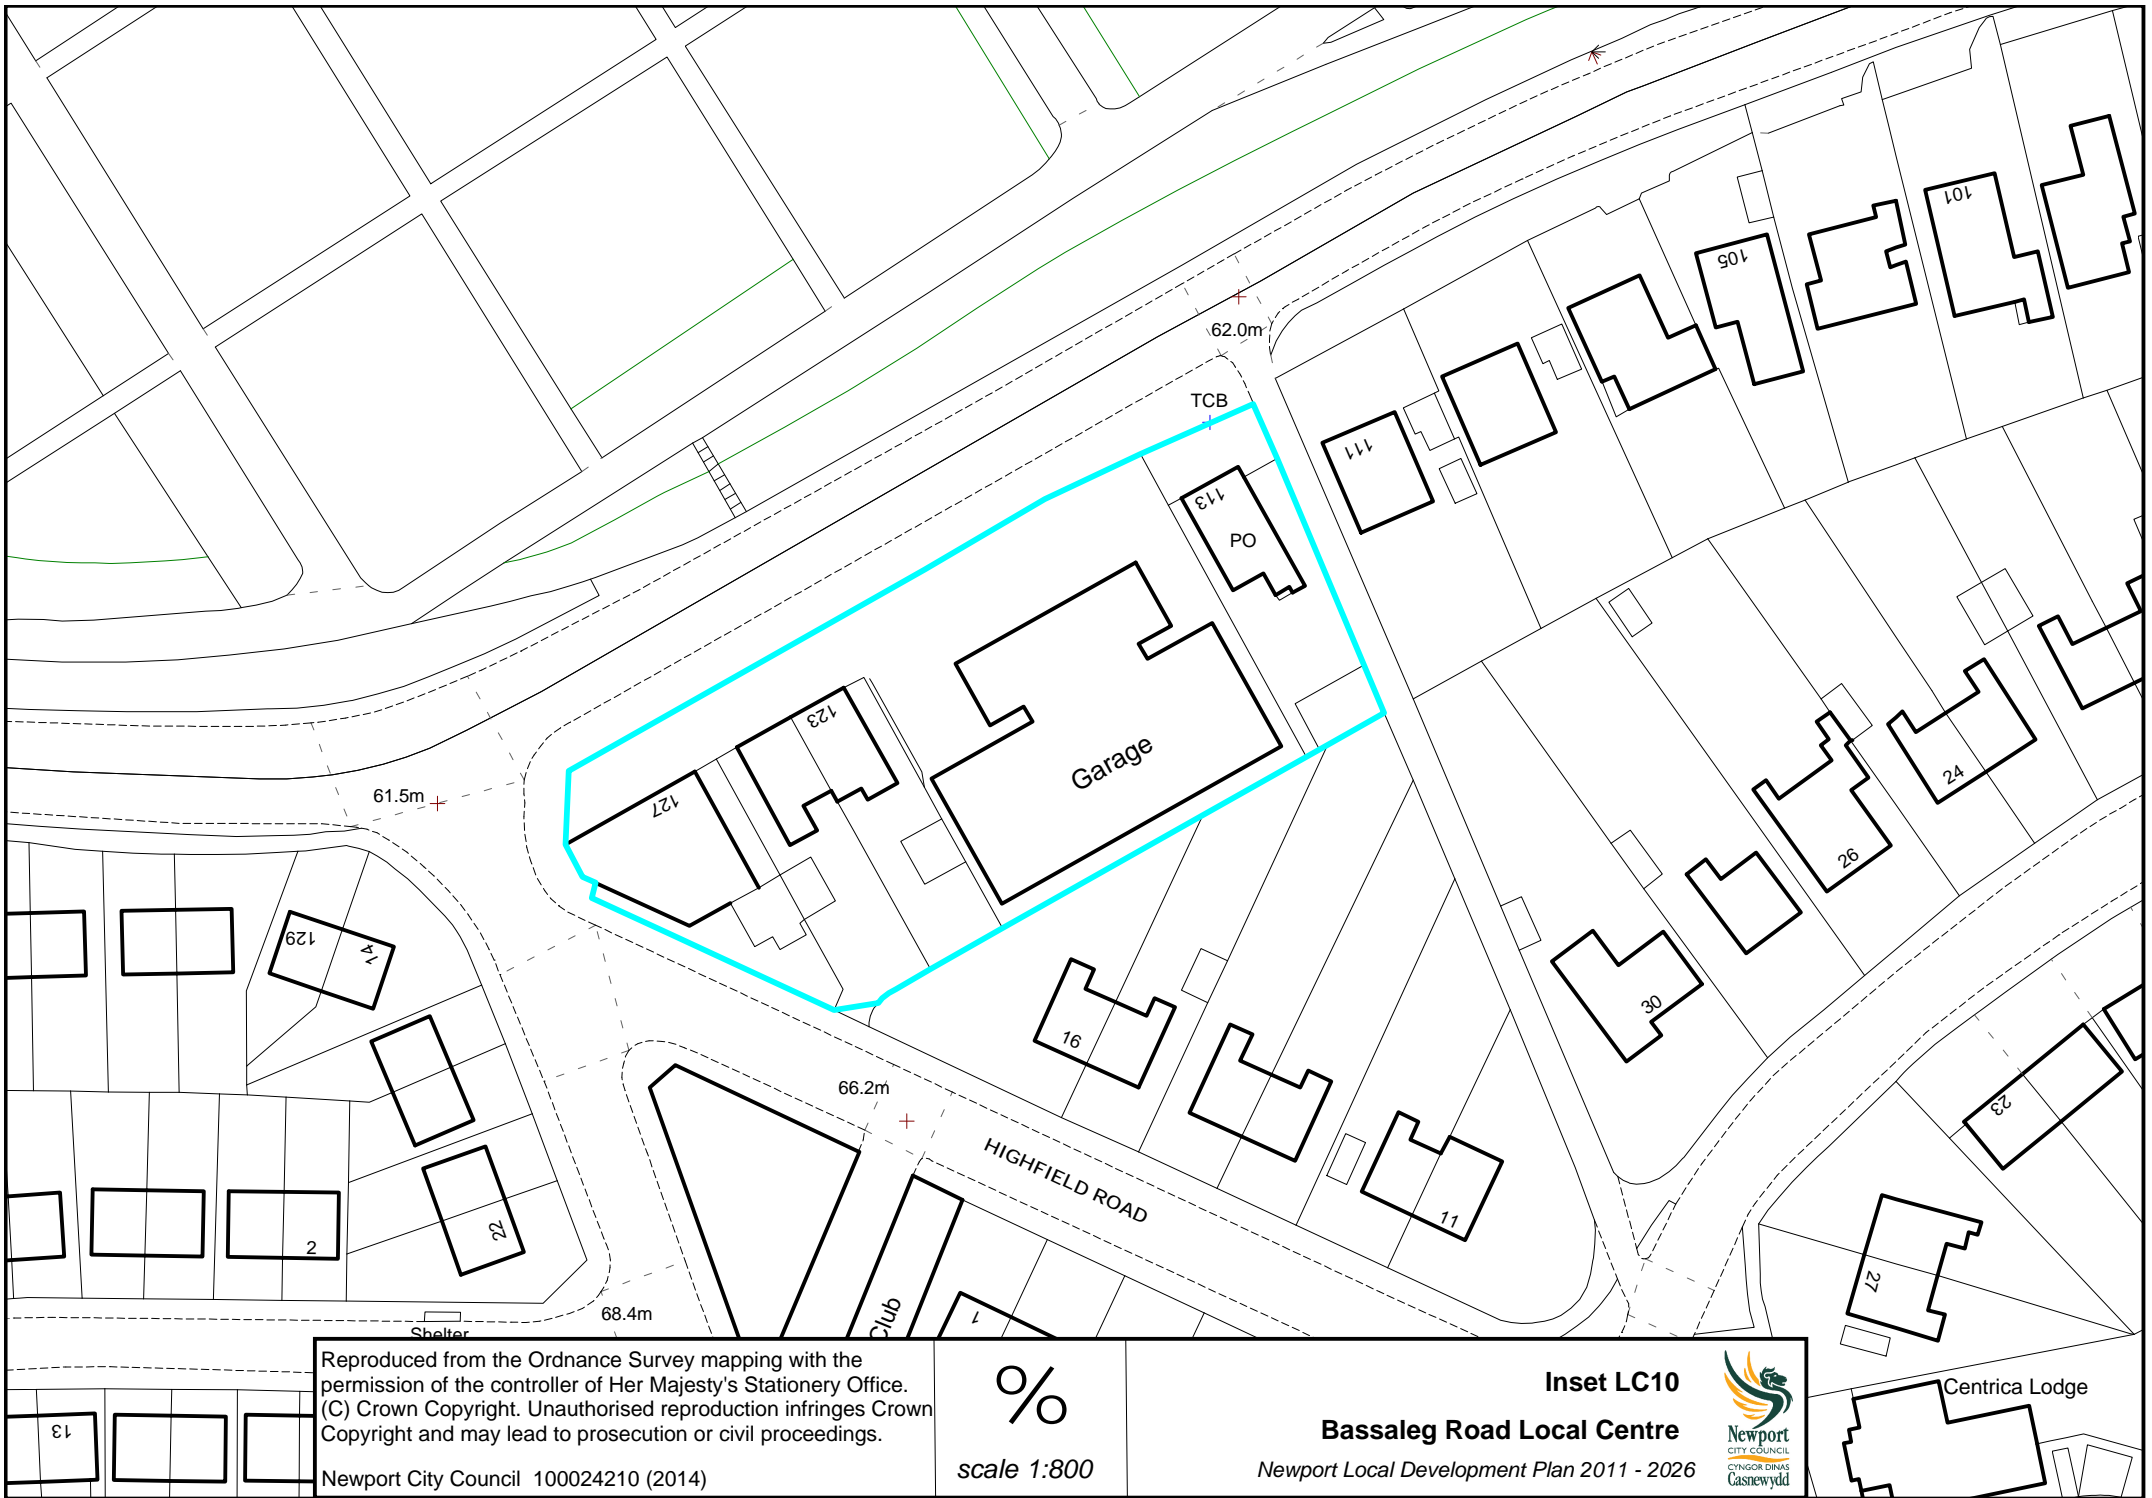 101
105
62.0m
TCB
111
113
PO
123
Garage
61.5m
127
24
26
129
14
30
16
66.2m
23
HIGHFIELD ROAD
11
22
2
27
68.4m
Club
1
Shelter
13
Centrica Lodge
Reproduced from the Ordnance Survey mapping with the
permission of the controller of Her Majesty's Stationery Office.
(C) Crown Copyright. Unauthorised reproduction infringes Crown
Copyright and may lead to prosecution or civil proceedings.
Newport City Council 100024210 (2014)
%
scale 1:800
Inset LC10
Bassaleg Road Local Centre
Newport Local Development Plan 2011 - 2026
Newport
CITY COUNCIL
CYNGOR DINAS
Casnewydd